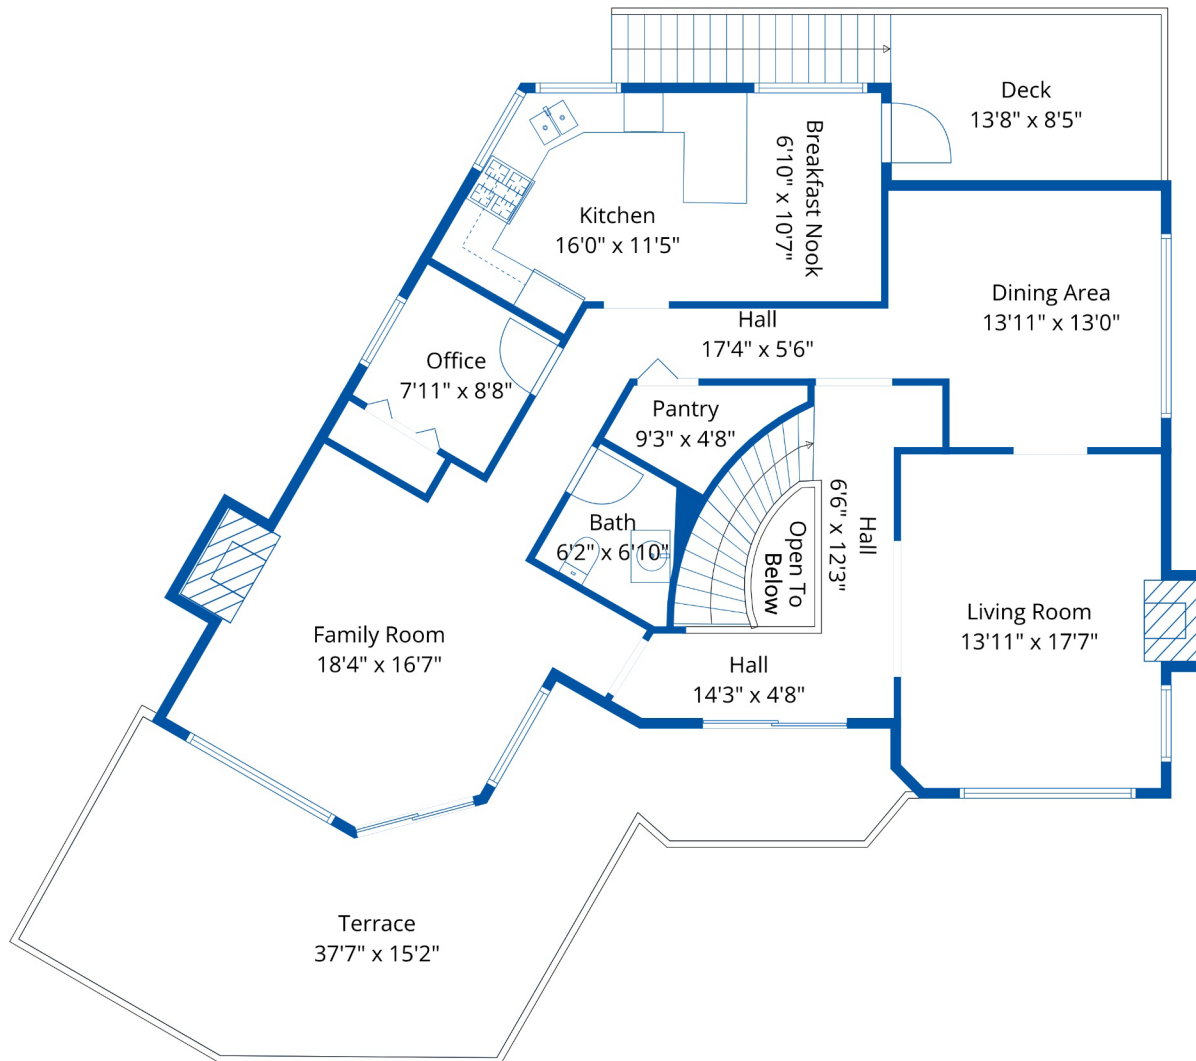 Deck
13'8" x 8'5"
Breakfast Nook
6'10" x 10'7"
Kitchen
16'0" x 11'5"
Dining Area
13'11" x 13'0"
Hall
17'4" x 5'6"
Office
7'11" x 8'8"
Pantry
9'3" x 4'8"
Hall
6'6" x 12'3"
Bath
6'2" x 6'10"
Open To
Below
Living Room
13'11" x 17'7"
Family Room
18'4" x 16'7"
Hall
14'3" x 4'8"
Terrace
37'7" x 15'2"